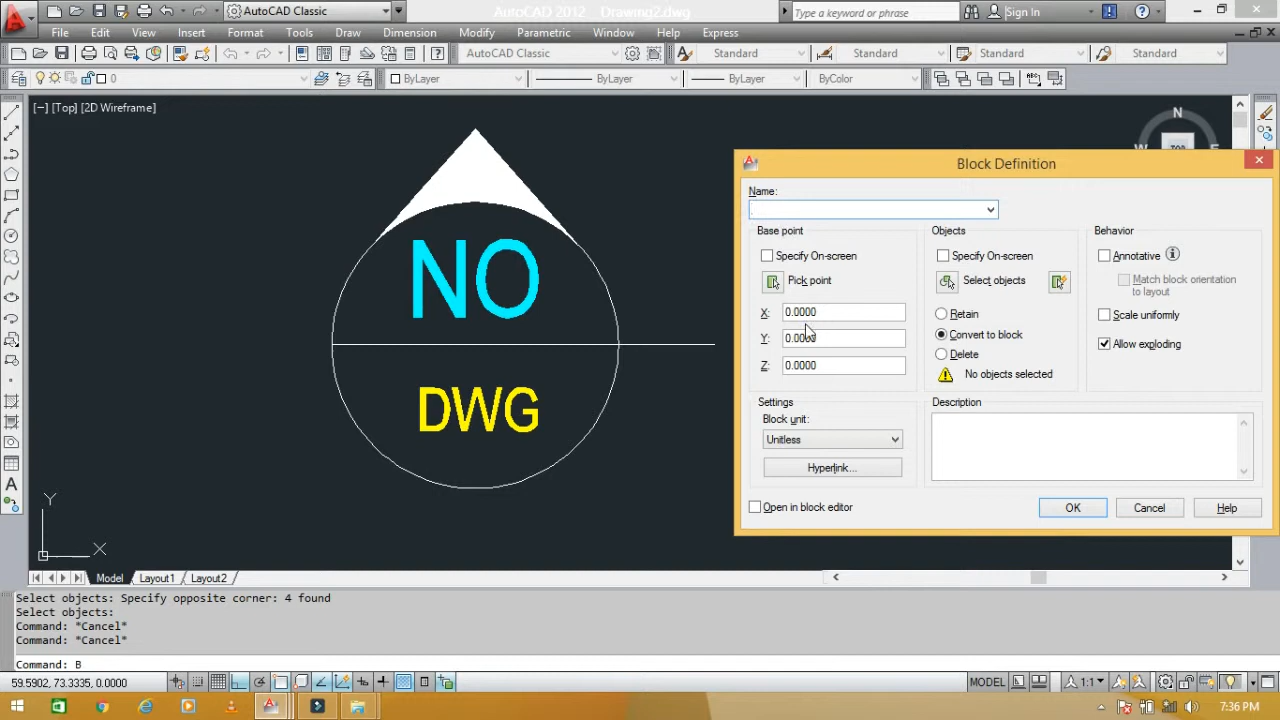 AutoCAD Classic
AutoCAD 2012 Drawing2.dwg
Type a keyword or phrase
Sign In
File Edit View Insert Format Tools Draw Dimension Modify Parametric Window Help Express
AutoCAD Classic
Standard
Standard
Standard
Standard
0
ByLayer
ByLayer
ByLayer
ByColor
[−] [Top] [2D Wireframe]
N
W
TOP
E
NO
DWG
Block Definition
Name:
Base point
Specify On-screen
Pick point
X: 0.0000
Y: 0.0000
Z: 0.0000
Objects
Specify On-screen
Select objects
Retain
Convert to block
Delete
No objects selected
Behavior
Annotative
Match block orientation
to layout
Scale uniformly
Allow exploding
Settings
Block unit:
Unitless
Hyperlink...
Description
Open in block editor
OK
Cancel
Help
Y
X
Model Layout1 Layout2
Select objects: Specify opposite corner: 4 found
Select objects:
Command: *Cancel*
Command: *Cancel*
Command: B
59.5902, 73.3335, 0.0000
MODEL
1:1
7:36 PM